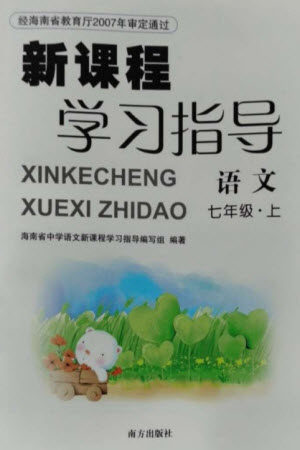 经海南省教育厅2007年审定通过
新课程
学习指导
XINKECHENG
XUEXI ZHIDAO
语文
七年级·上
海南省中学语文新课程学习指导编写组 编著
南方出版社